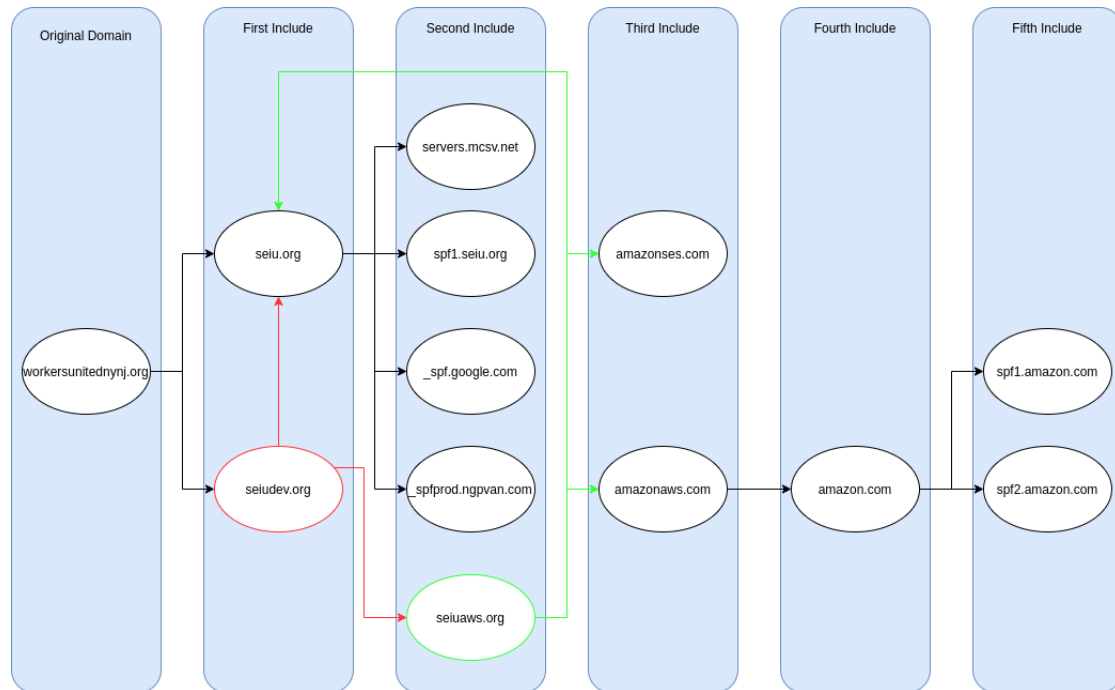 Original Domain
First Include
Second Include
Third Include
Fourth Include
Fifth Include
servers.mcsv.net
seiu.org
spf1.seiu.org
amazonses.com
workersunitednynj.org
_spf.google.com
spf1.amazon.com
seiudev.org
_spfprod.ngpvan.com
amazonaws.com
amazon.com
spf2.amazon.com
seiuaws.org